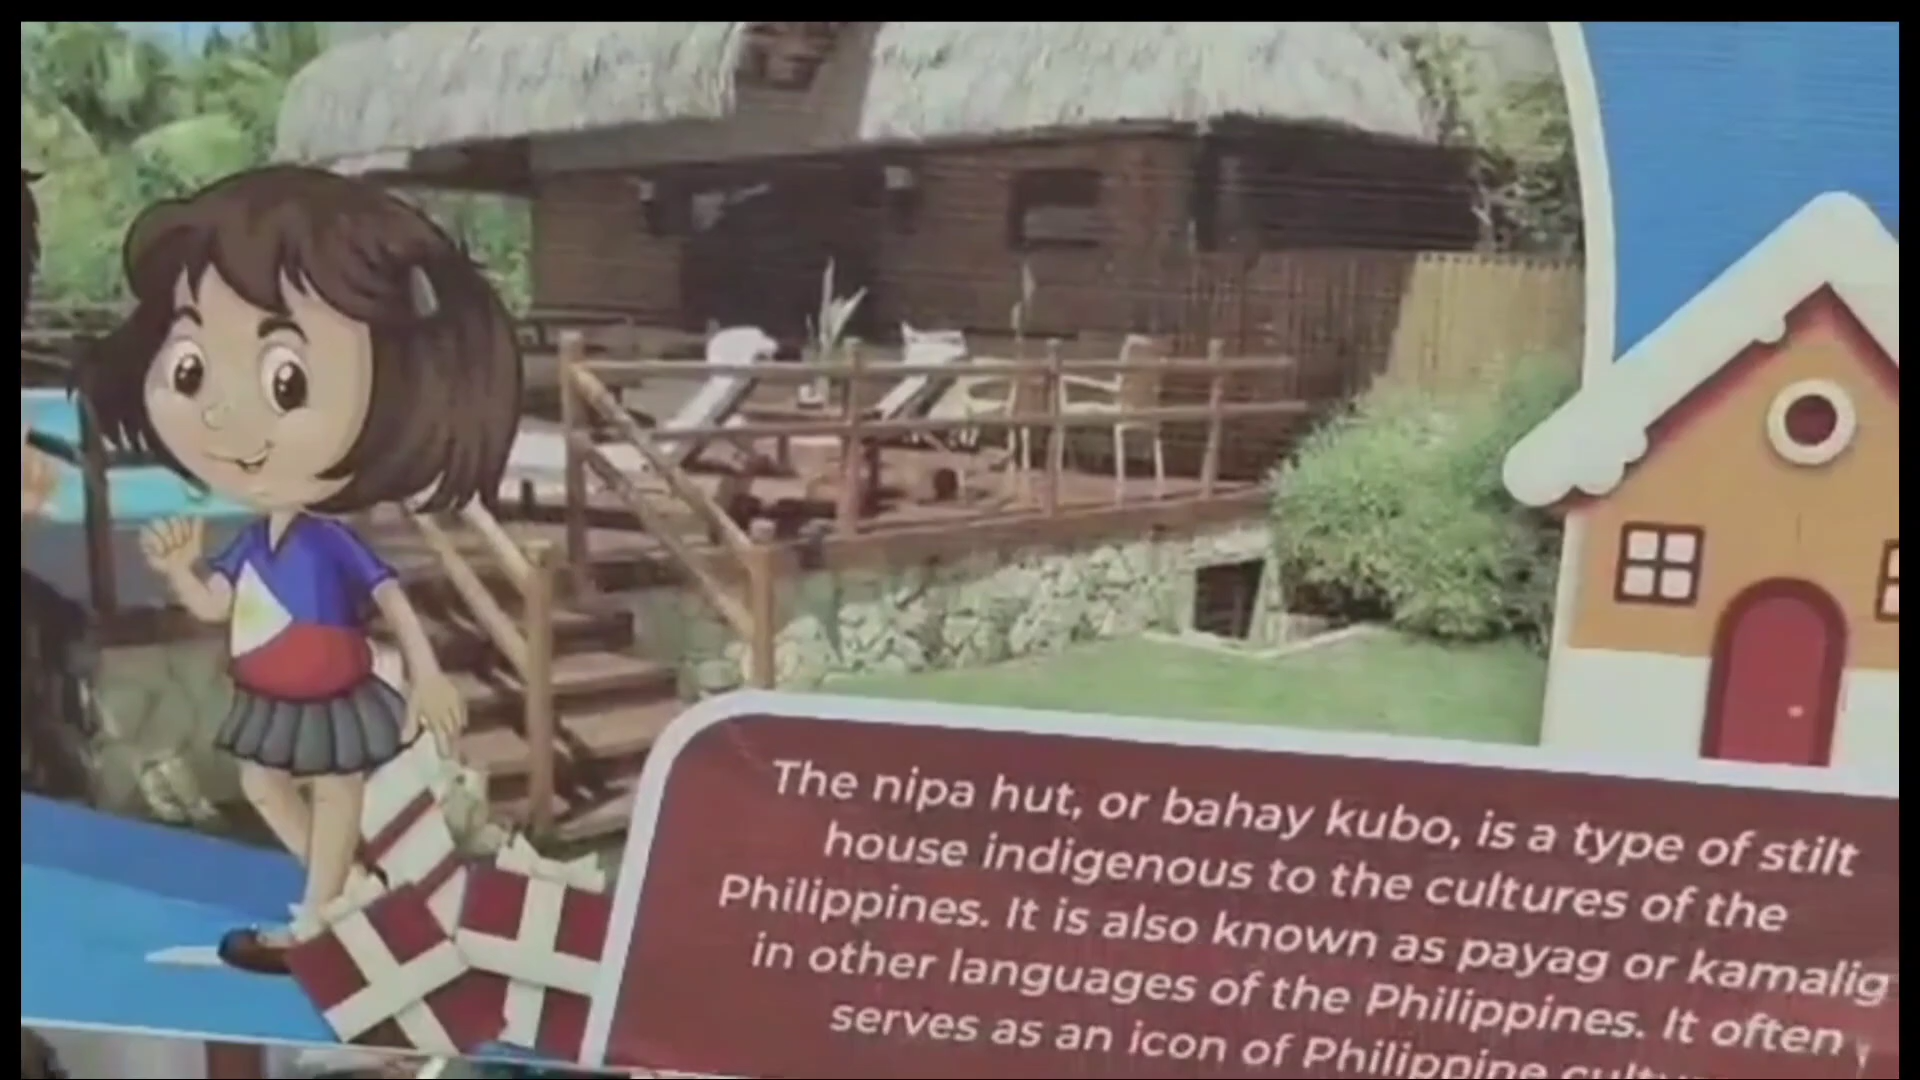 The nipa hut, or bahay kubo, is a type of stilt
house indigenous to the cultures of the
Philippines. It is also known as payag or kamalig
in other languages of the Philippines. It often
serves as an icon of Philippine